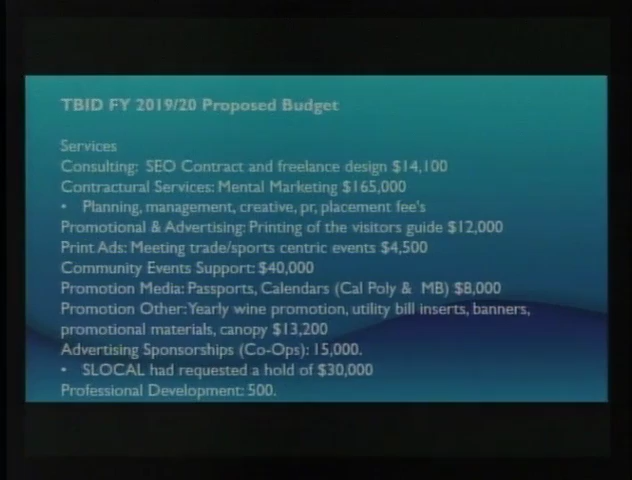 TBID FY 2019/20 Proposed Budget
Services
Consulting: SEO Contract and freelance design $14,100
Contractural Services: Mental Marketing $165,000
• Planning, management, creative, pr, placement fee's
Promotional & Advertising: Printing of the visitors guide $12,000
Print Ads: Meeting trade/sports centric events $4,500
Community Events Support: $40,000
Promotion Media: Passports, Calendars (Cal Poly & MB) $8,000
Promotion Other: Yearly wine promotion, utility bill inserts, banners,
promotional materials, canopy $13,200
Advertising Sponsorships (Co-Ops): 15,000.
• SLOCAL had requested a hold of $30,000
Professional Development: 500.